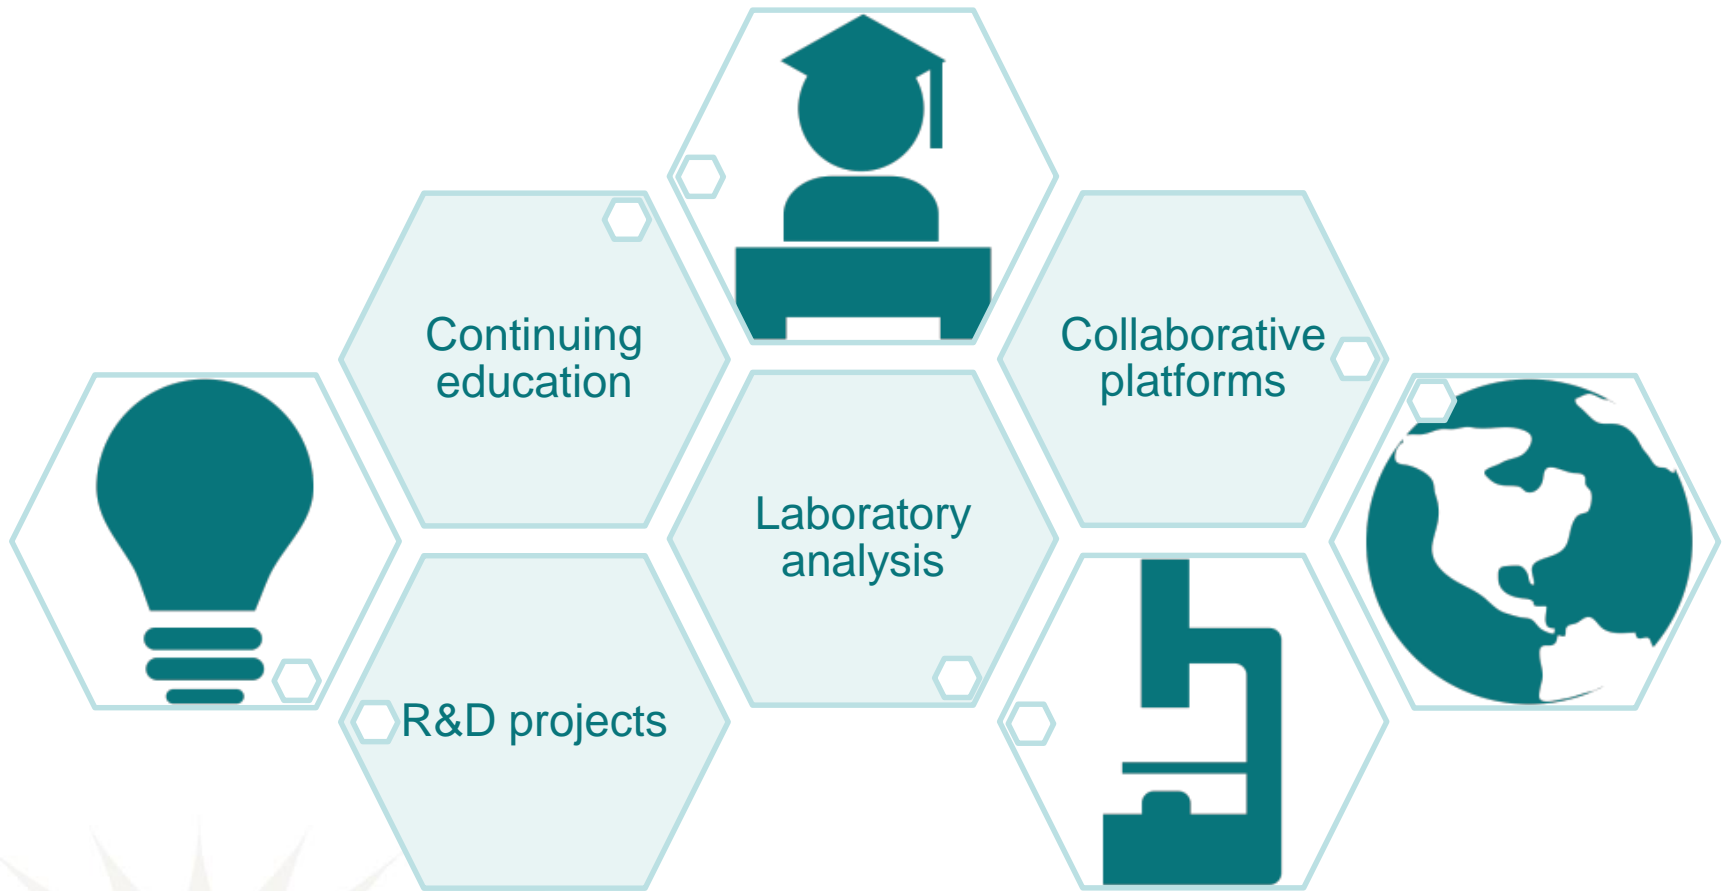 Continuing
education
Collaborative
platforms
Laboratory
analysis
R&D projects